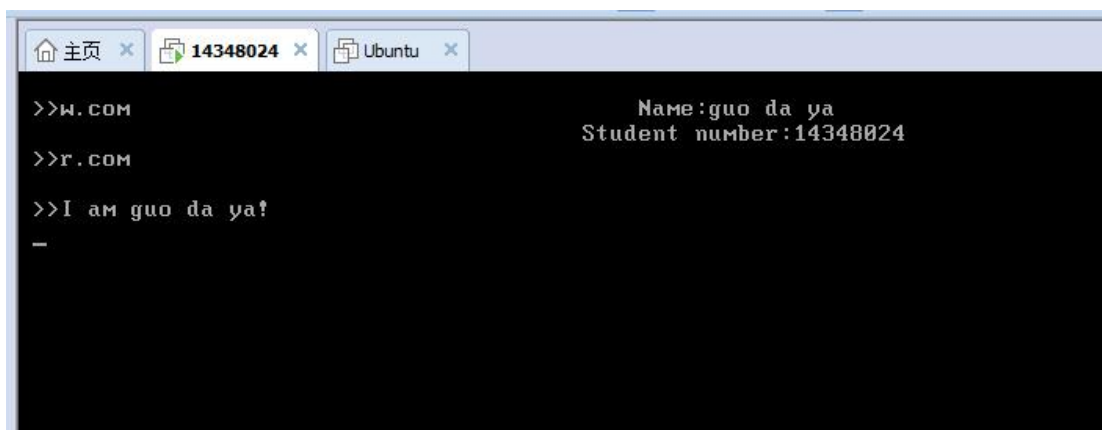 主页 14348024 Ubuntu
>>w.com
Name:guo da ya
Student number:14348024
>>r.com
>>I am guo da ya!